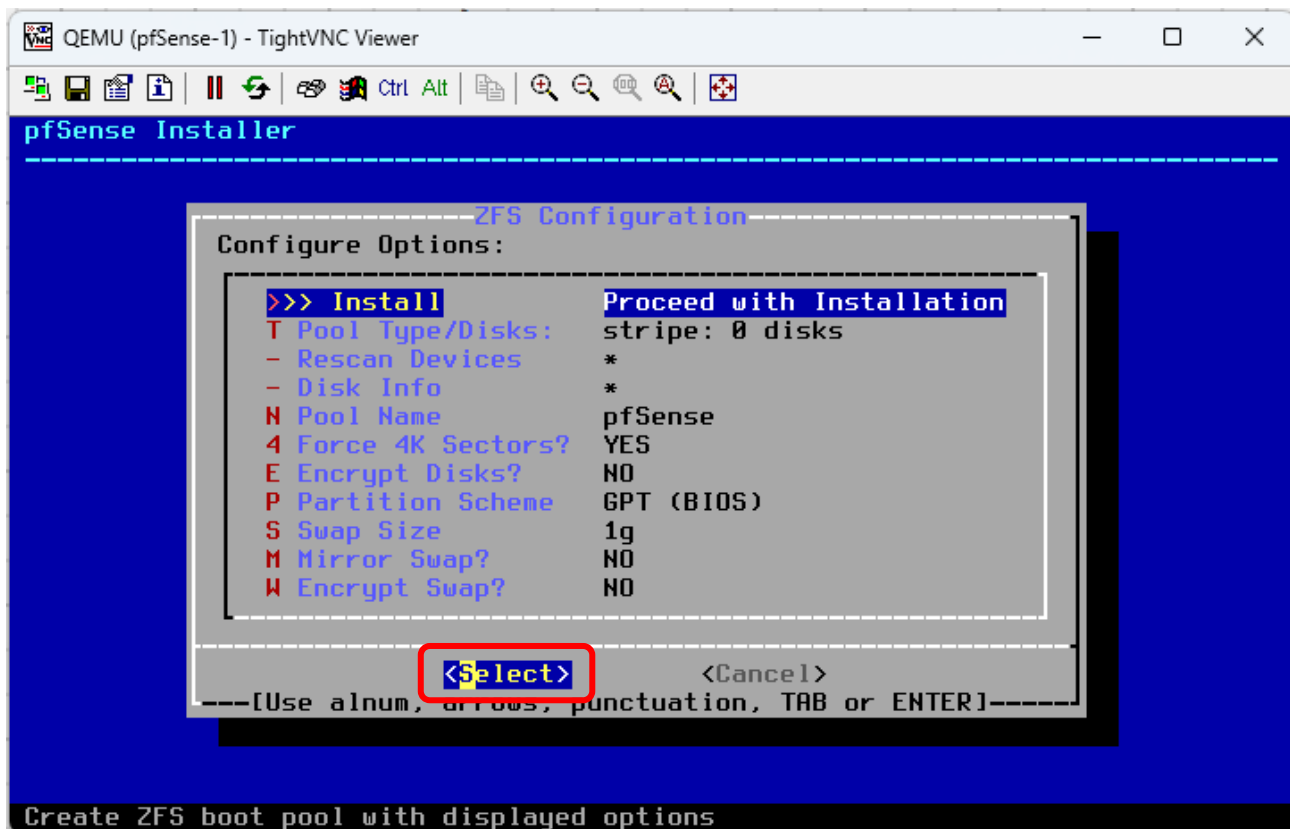 QEMU (pfSense-1) - TightVNC Viewer
Ctrl Alt
pfSense Installer
ZFS Configuration
Configure Options:
>>> Install Proceed with Installation
T Pool Type/Disks: stripe: 0 disks
- Rescan Devices *
- Disk Info *
N Pool Name pfSense
4 Force 4K Sectors? YES
E Encrypt Disks? NO
P Partition Scheme GPT (BIOS)
S Swap Size 1g
M Mirror Swap? NO
W Encrypt Swap? NO
<Select> <Cancel>
[Use alnum, arrows, punctuation, TAB or ENTER]
Create ZFS boot pool with displayed options